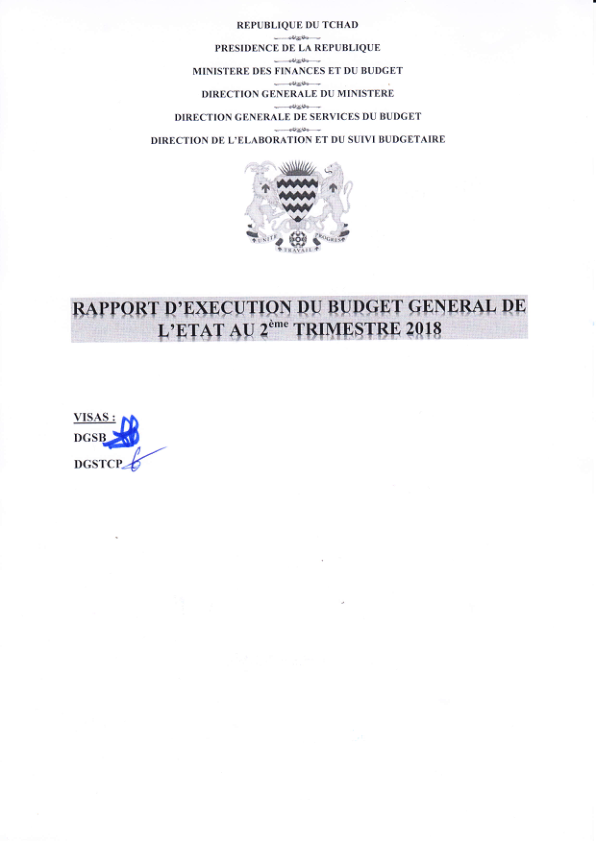 REPUBLIQUE DU TCHAD
PRESIDENCE DE LA REPUBLIQUE
MINISTERE DES FINANCES ET DU BUDGET
DIRECTION GENERALE DU MINISTERE
DIRECTION GENERALE DE SERVICES DU BUDGET
DIRECTION DE L'ELABORATION ET DU SUIVI BUDGETAIRE
UNITE TRAVAIL PROGRES
RAPPORT D'EXECUTION DU BUDGET GENERAL DE
L'ETAT AU 2ème TRIMESTRE 2018
VISAS :
DGSB
DGSTCP